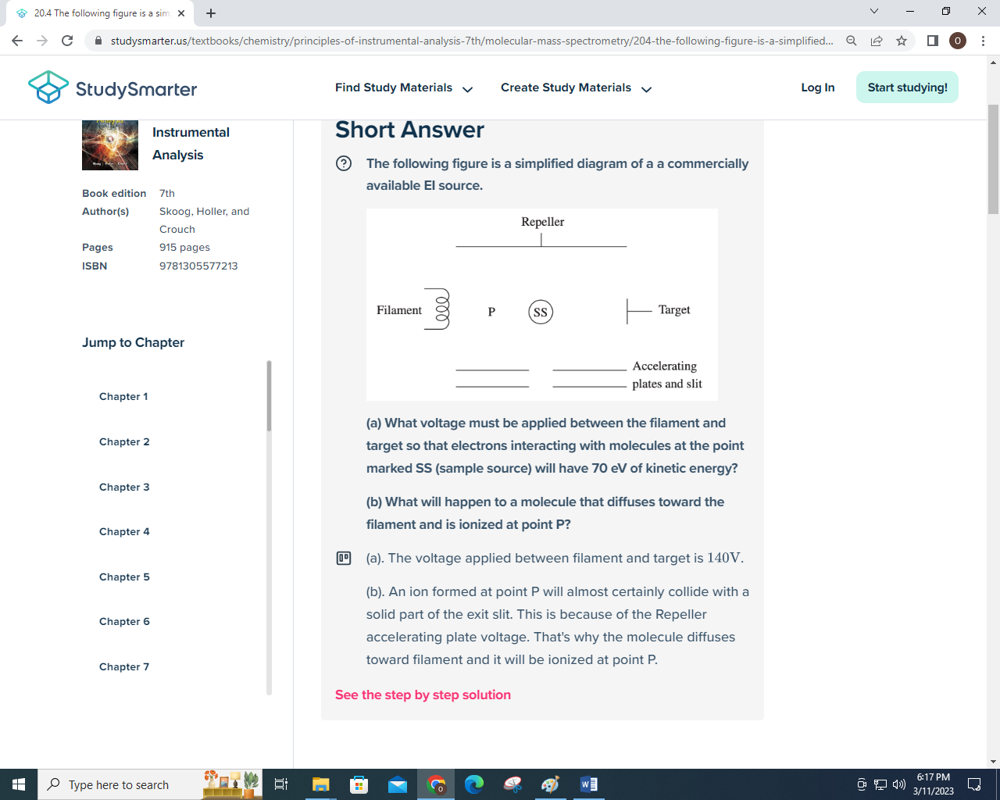 20.4 The following figure is a sim
studysmarter.us/textbooks/chemistry/principles-of-instrumental-analysis-7th/molecular-mass-spectrometry/204-the-following-figure-is-a-simplified...
O
StudySmarter
Find Study Materials
Create Study Materials
Log In
Start studying!
Instrumental
Analysis
Book edition 7th
Author(s) Skoog, Holler, and
Crouch
Pages 915 pages
ISBN 9781305577213
Jump to Chapter
Chapter 1
Chapter 2
Chapter 3
Chapter 4
Chapter 5
Chapter 6
Chapter 7
Short Answer
The following figure is a simplified diagram of a a commercially
available EI source.
Repeller
Filament P SS Target
Accelerating
plates and slit
(a) What voltage must be applied between the filament and
target so that electrons interacting with molecules at the point
marked SS (sample source) will have 70 eV of kinetic energy?
(b) What will happen to a molecule that diffuses toward the
filament and is ionized at point P?
(a). The voltage applied between filament and target is 140V.
(b). An ion formed at point P will almost certainly collide with a
solid part of the exit slit. This is because of the Repeller
accelerating plate voltage. That's why the molecule diffuses
toward filament and it will be ionized at point P.
See the step by step solution
Type here to search
6:17 PM
3/11/2023